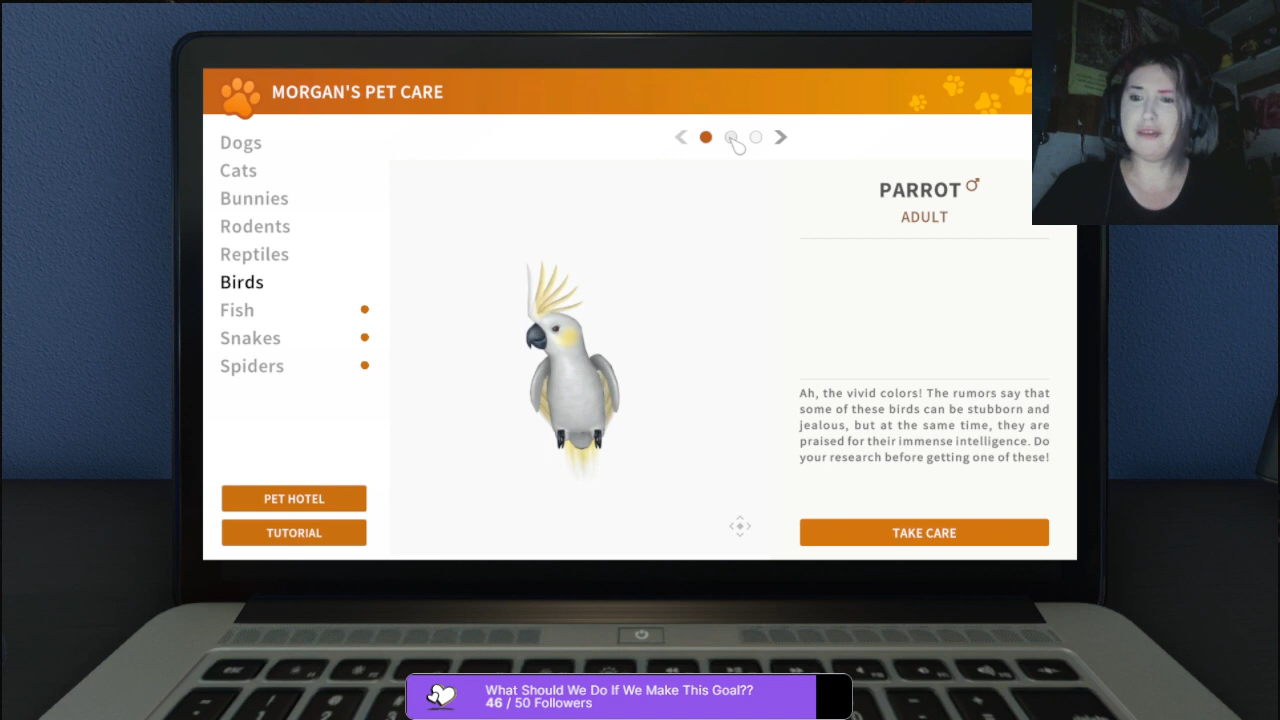 MORGAN'S PET CARE
Dogs
Cats
Bunnies
Rodents
Reptiles
Birds
Fish
Snakes
Spiders
PET HOTEL
TUTORIAL
PARROT
ADULT
Ah, the vivid colors! The rumors say that
some of these birds can be stubborn and
jealous, but at the same time, they are
praised for their immense intelligence. Do
your research before getting one of these!
TAKE CARE
What Should We Do If We Make This Goal??
46 / 50 Followers